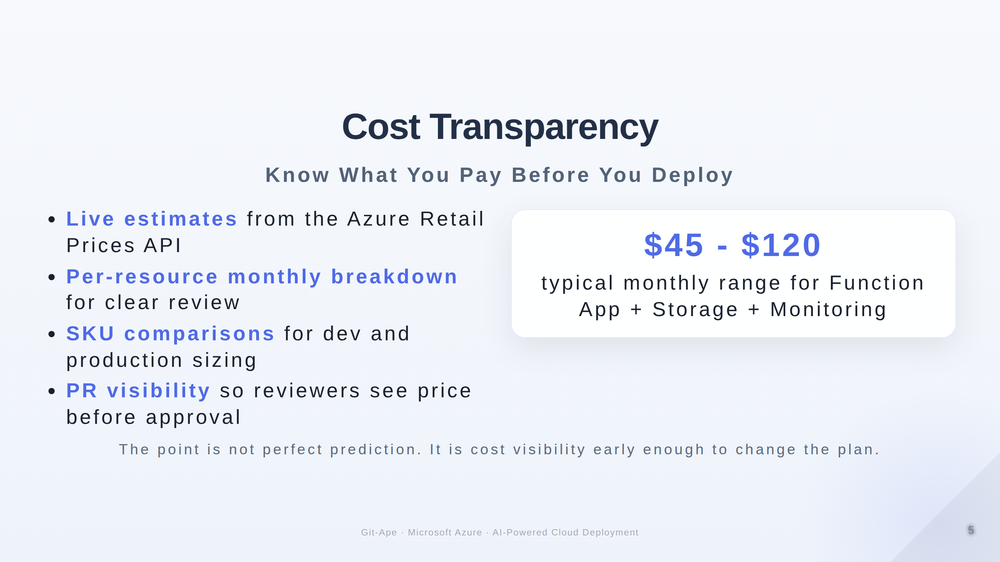 Cost Transparency
Know What You Pay Before You Deploy
• Live estimates from the Azure Retail
Prices API
• Per-resource monthly breakdown
for clear review
• SKU comparisons for dev and
production sizing
• PR visibility so reviewers see price
before approval
$45 - $120
typical monthly range for Function
App + Storage + Monitoring
The point is not perfect prediction. It is cost visibility early enough to change the plan.
Git-Ape · Microsoft Azure · AI-Powered Cloud Deployment
5